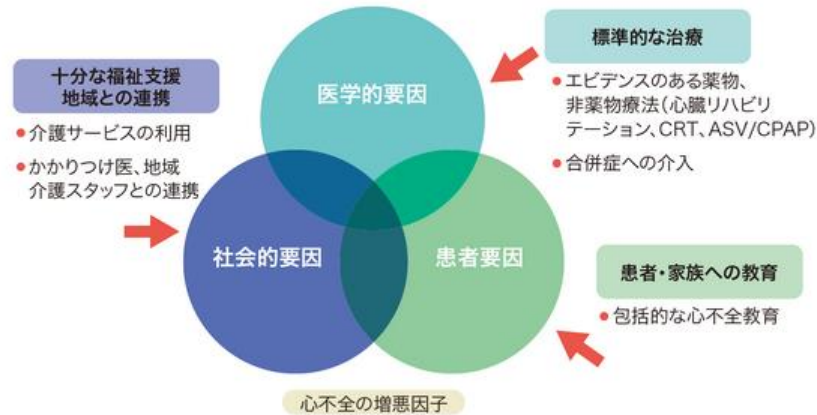 標準的な治療
●エビデンスのある薬物、
非薬物療法(心臓リハビリ
テーション、CRT、ASV/CPAP)
●合併症への介入
十分な福祉支援
地域との連携
●介護サービスの利用
●かかりつけ医、地域
介護スタッフとの連携
医学的要因
社会的要因
患者要因
患者・家族への教育
●包括的な心不全教育
心不全の増悪因子